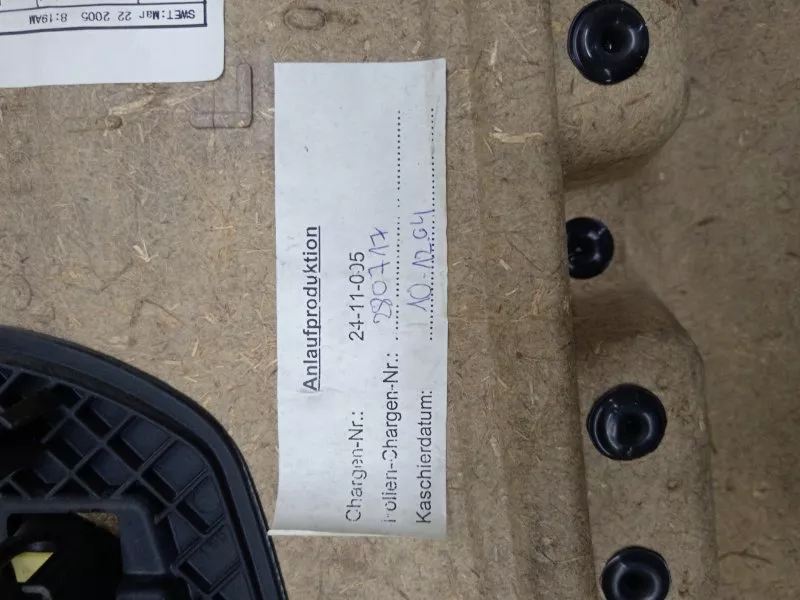 SWET:Mar 22 2005 8:19AM
Anlaufproduktion
Chargen-Nr.: 24-11-005
Folien-Chargen-Nr.: 280717
Kaschierdatum: 10.12.04